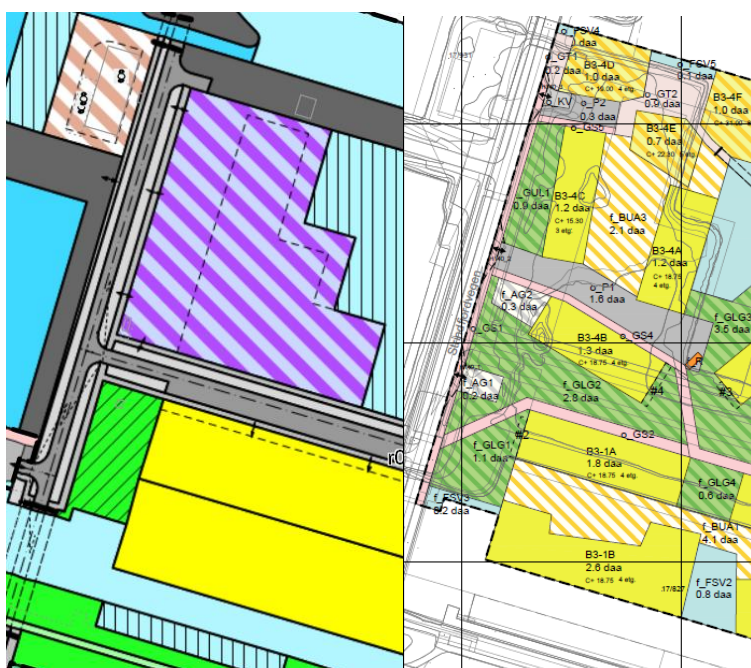 r0
FSV4
daa
f_GT1
0.2 daa
B3-4D
1.0 daa
C+ 19.00 4 etg.
o_FSV5
0.1 daa
o_KV
o_P2
0.3 daa
GT2
0.9 daa
B3-4F
1.0 daa
B3-4E
0.7 daa
f_GUL1
0.9 daa
B3-4C
1.2 daa
C+ 15.30
3 etg.
f_BUA3
2.1 daa
B3-4A
1.2 daa
C+ 18.75
4 etg.
f_AG2
0.3 daa
o_P1
1.6 daa
f_GLG3
3.5 daa
o_GS1
B3-4B
1.3 daa
C+ 18.75 4 etg.
o_GS4
f_AG1
0.2 daa
f_GLG2
2.8 daa
#4
#3
#2
o_GS2
f_GLG1
1.1 daa
B3-1A
1.8 daa
C+ 18.75 4 etg.
f_GLG4
0.6 daa
f_FSV3
0.2 daa
f_BUA1
4.1 daa
B3-1B
2.6 daa
C+ 18.75 4 etg.
f_FSV2
0.8 daa
17/827